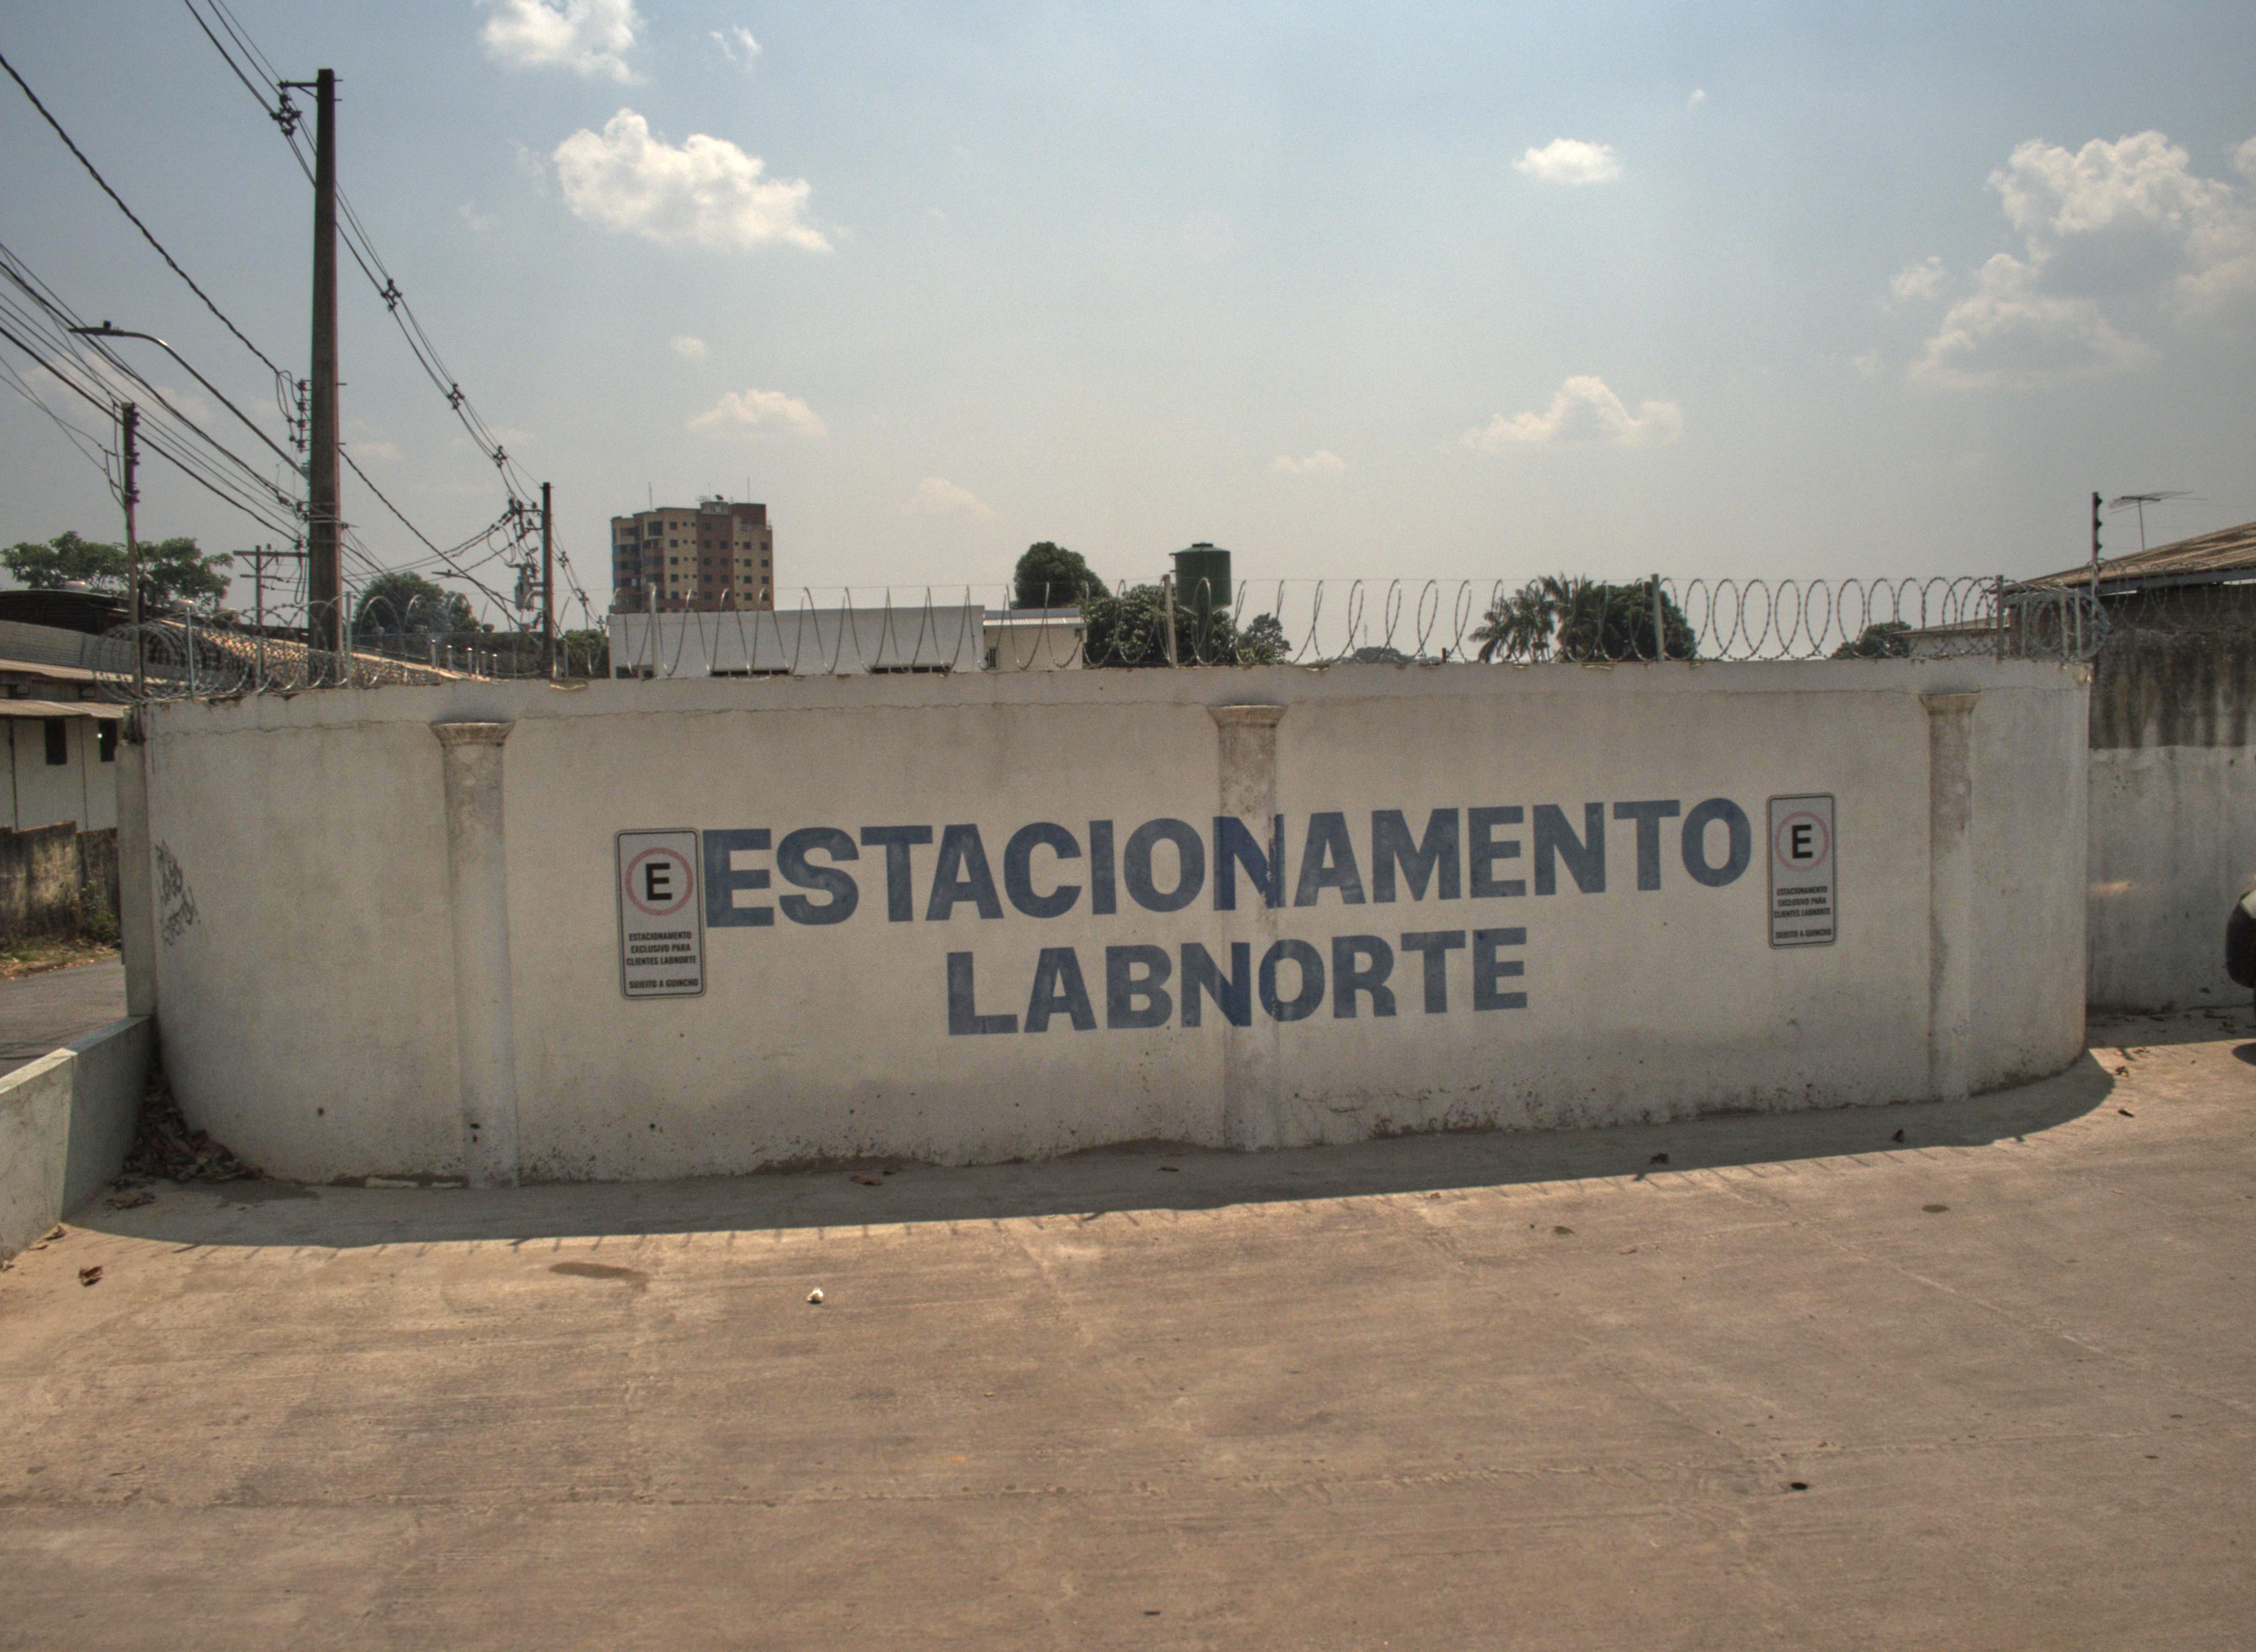 ESTACIONAMENTO
LABNORTE
E
ESTACIONAMENTO
EXCLUSIVO PARA
CLIENTES LABNORTE
SUJEITO A GUINCHO
E
ESTACIONAMENTO
EXCLUSIVO PARA
CLIENTES LABNORTE
SUJEITO A GUINCHO